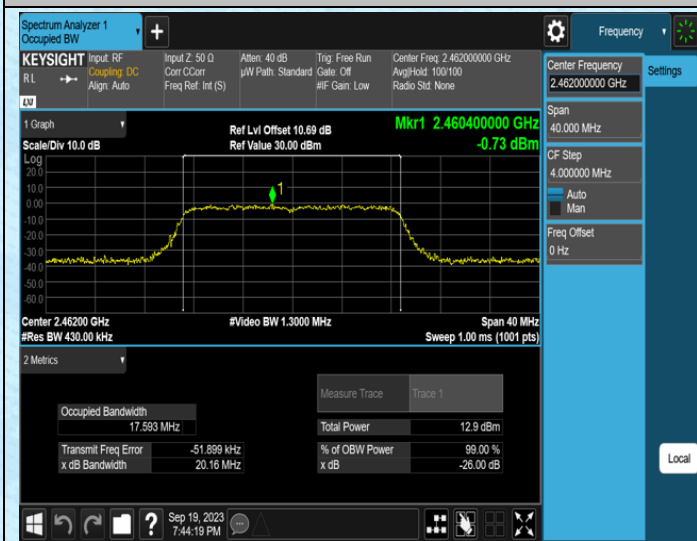 Spectrum Analyzer 1
Occupied BW
Frequency
KEYSIGHT
R L
LXI
Input: RF
Coupling: DC
Align: Auto
Input Z: 50 Ω
Corr CCorr
Freq Ref: Int (S)
Atten: 40 dB
µW Path: Standard
Trig: Free Run
Gate: Off
#IF Gain: Low
Center Freq: 2.462000000 GHz
Avg|Hold: 100/100
Radio Std: None
Center Frequency
2.462000000 GHz
Settings
Span
40.000 MHz
CF Step
4.000000 MHz
Auto
Man
Freq Offset
0 Hz
1 Graph
Scale/Div 10.0 dB
Ref Lvl Offset 10.69 dB
Ref Value 30.00 dBm
Mkr1 2.460400000 GHz
-0.73 dBm
Log
20.0
10.0
0.00
-10.0
-20.0
-30.0
-40.0
-50.0
-60.0
1
Center 2.46200 GHz
#Res BW 430.00 kHz
#Video BW 1.3000 MHz
Span 40 MHz
Sweep 1.00 ms (1001 pts)
2 Metrics
Measure Trace
Trace 1
Occupied Bandwidth
17.593 MHz
Total Power
12.9 dBm
Transmit Freq Error
-51.899 kHz
% of OBW Power
99.00 %
x dB Bandwidth
20.16 MHz
x dB
-26.00 dB
Local
?
Sep 19, 2023
7:44:19 PM